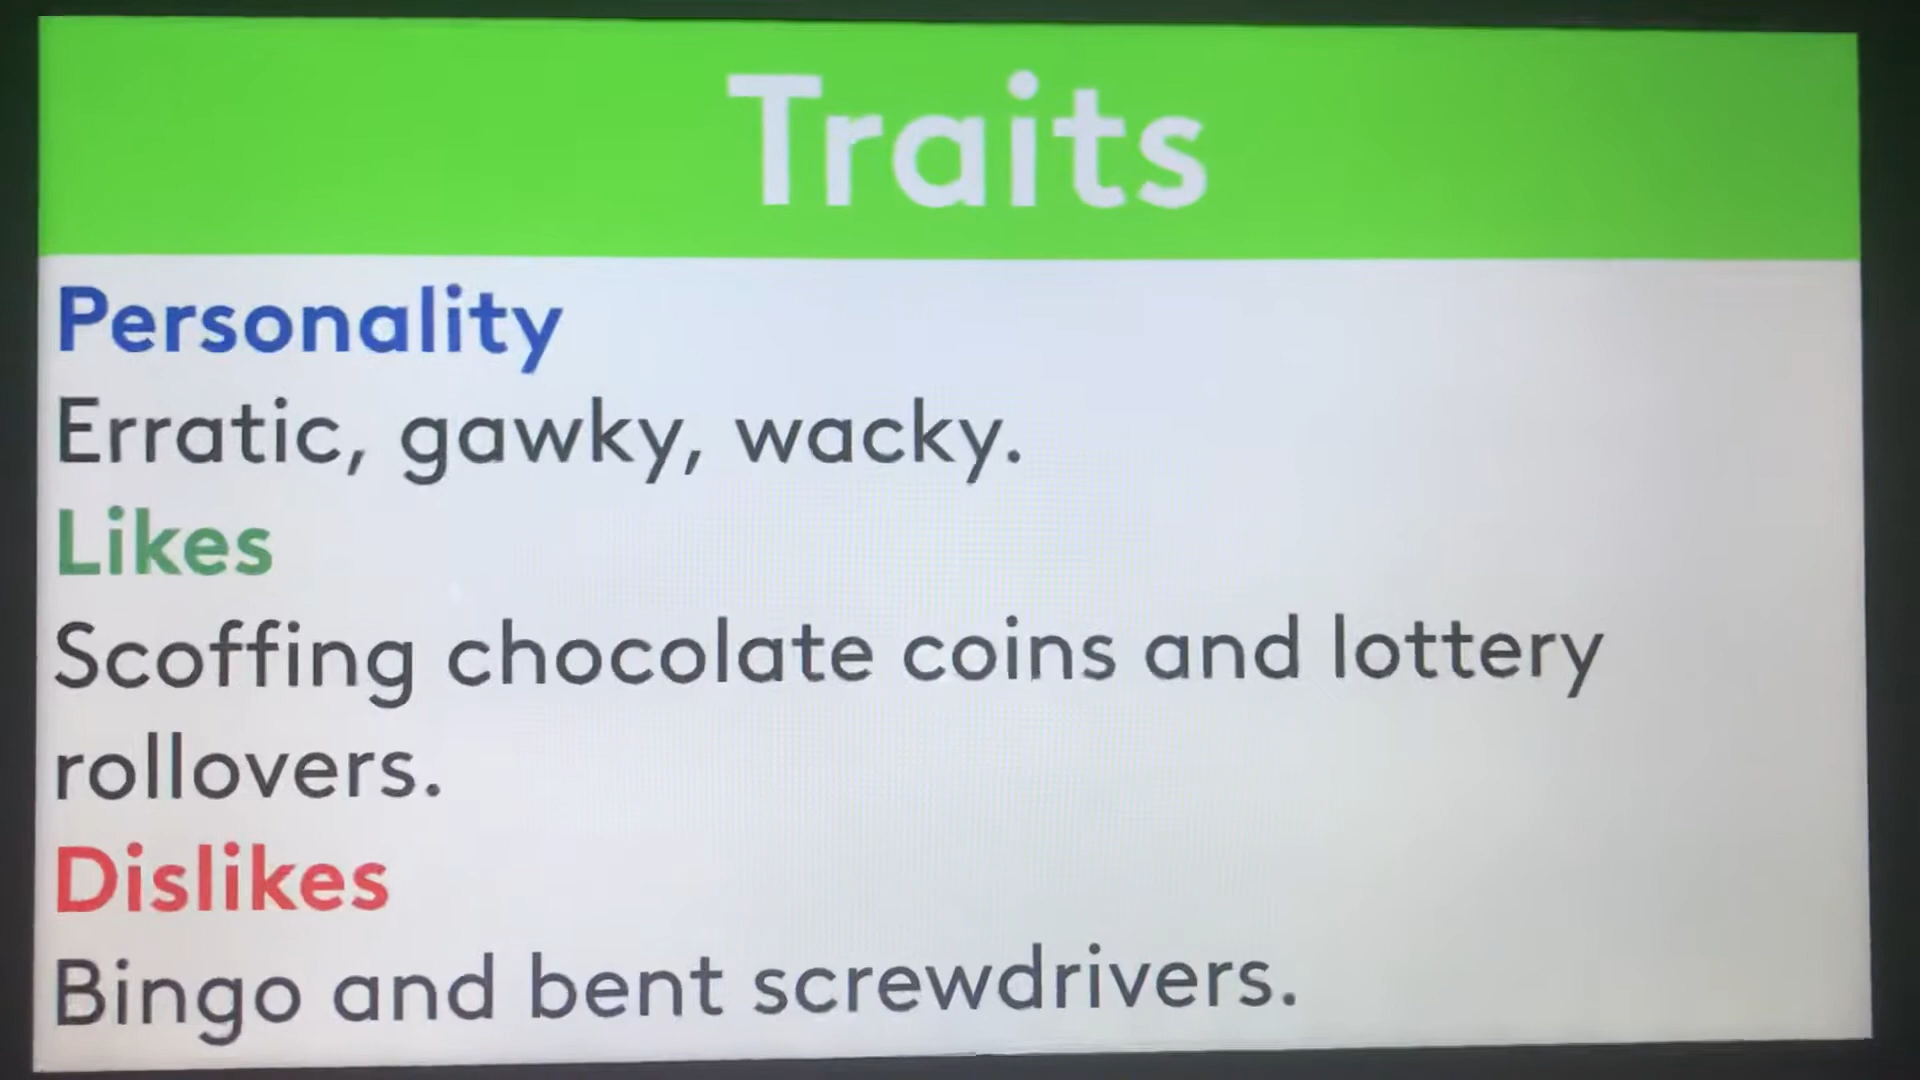 Traits
Personality
Erratic, gawky, wacky.
Likes
Scoffing chocolate coins and lottery
rollovers.
Dislikes
Bingo and bent screwdrivers.